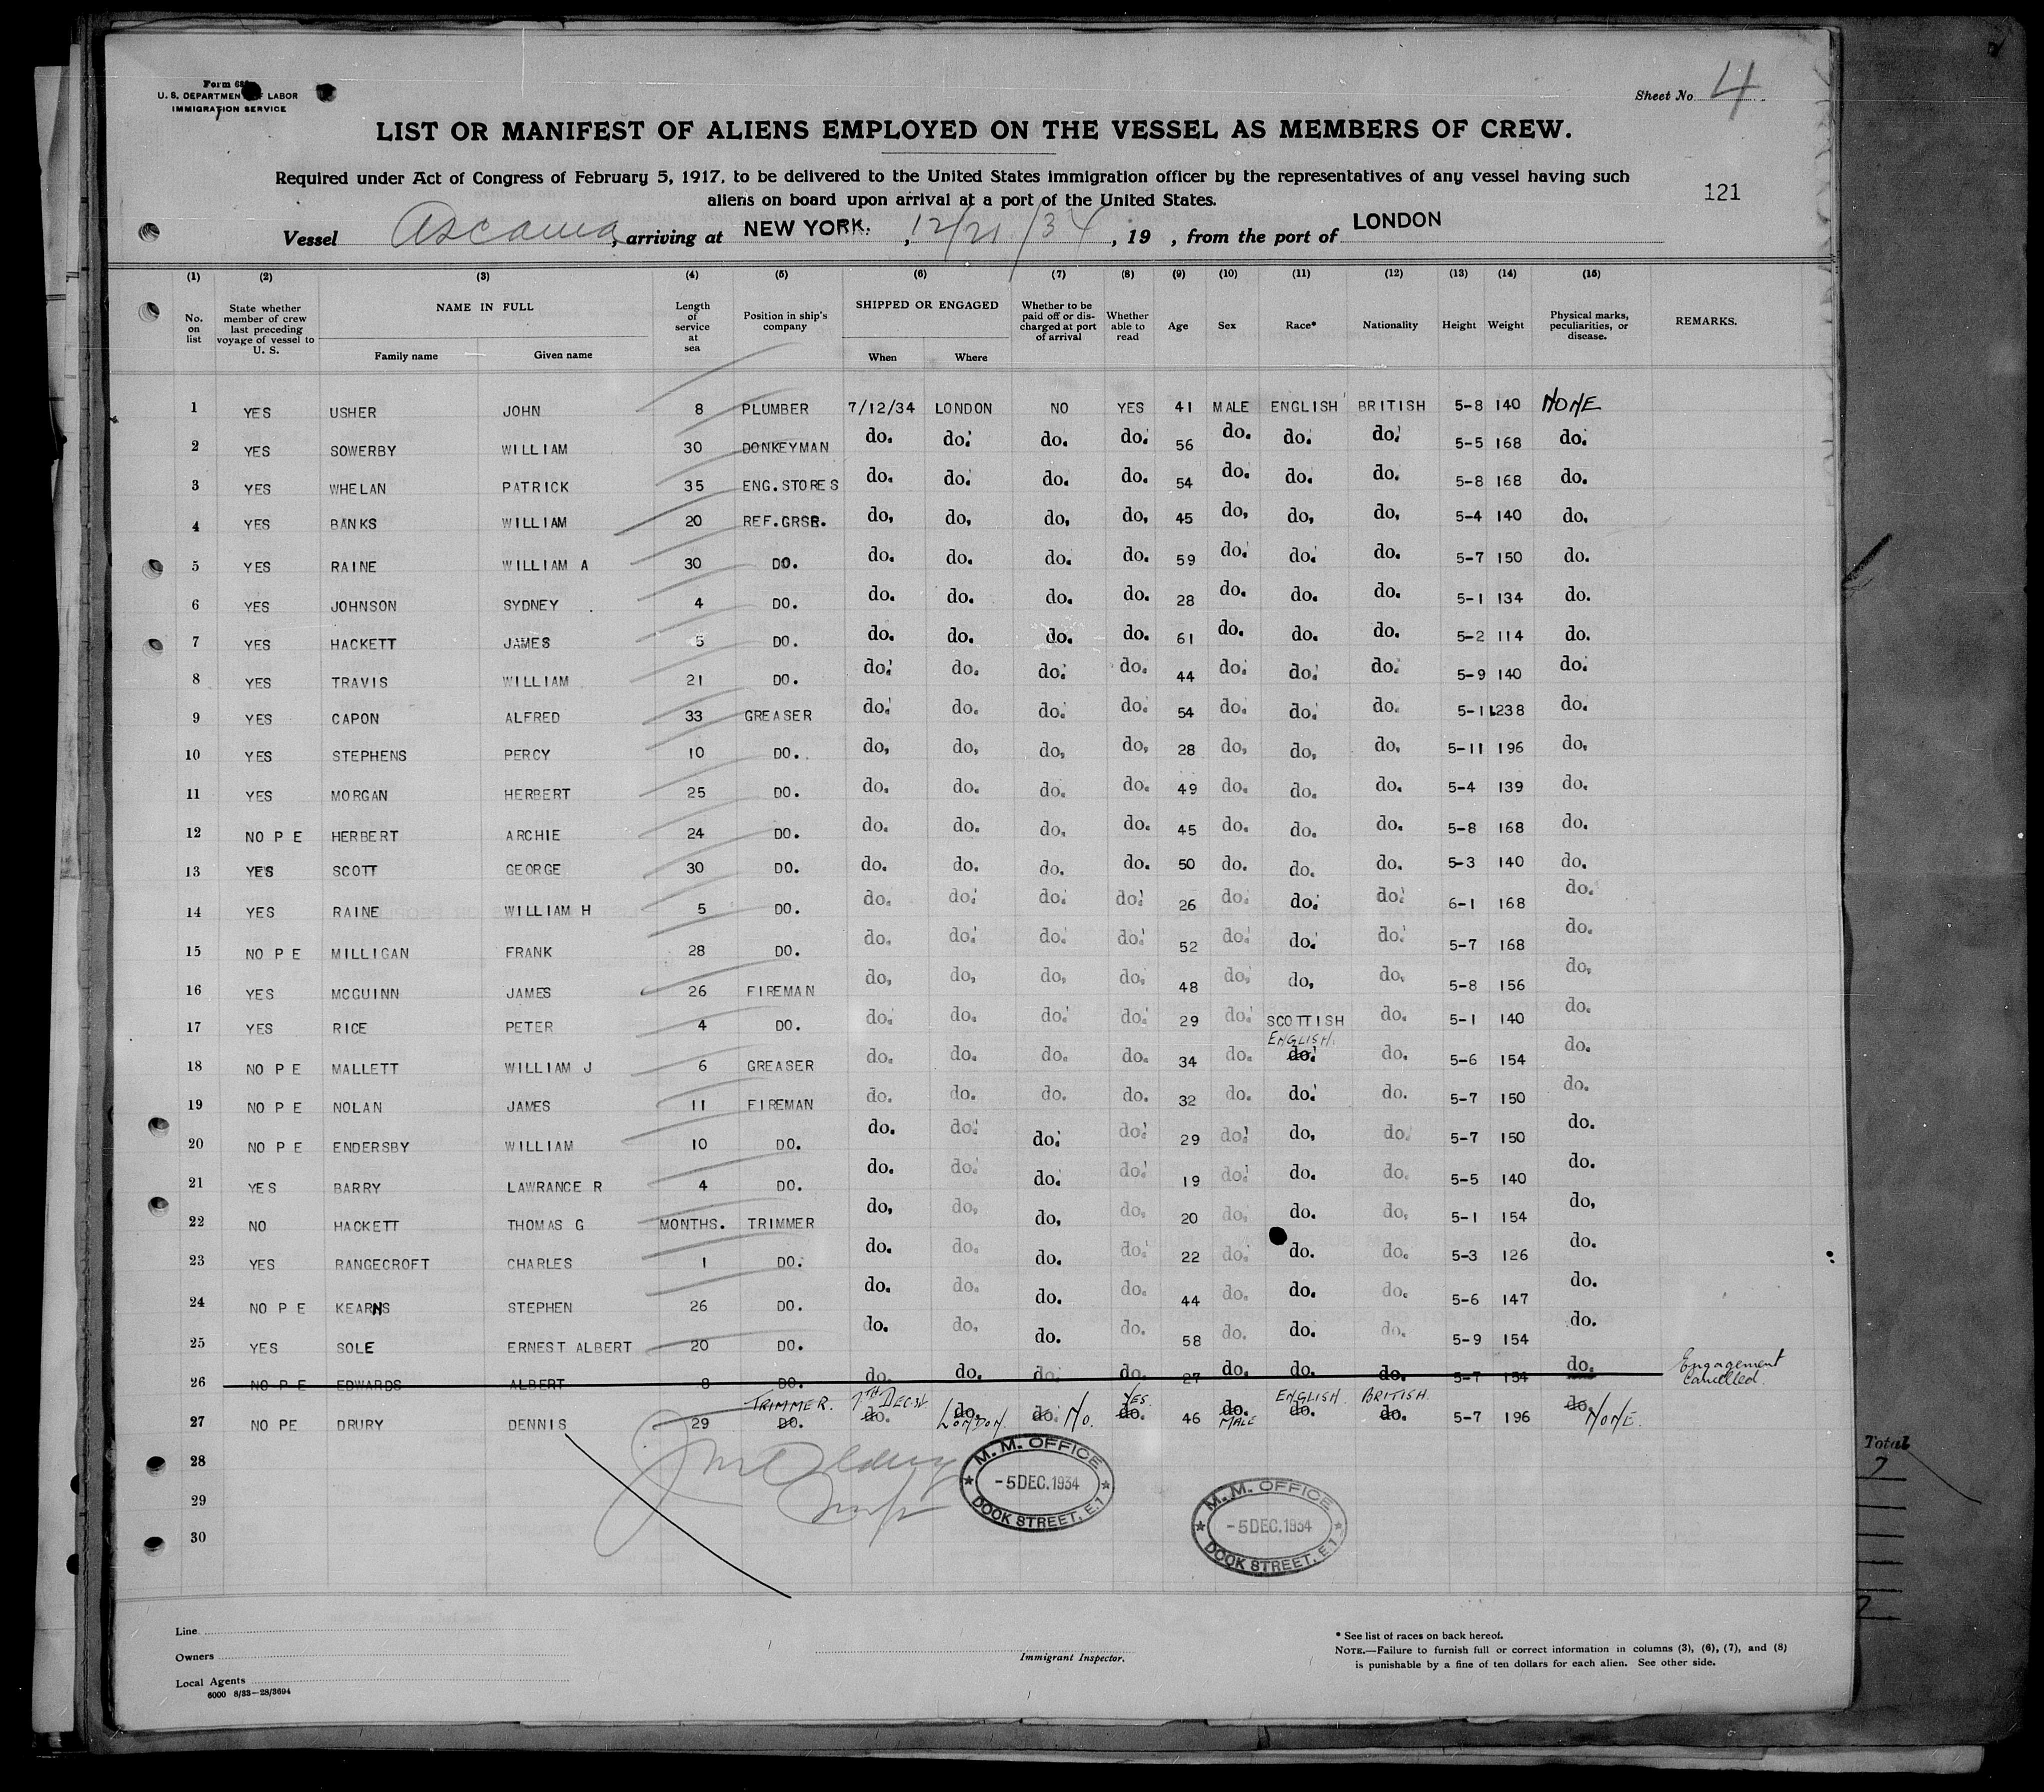 Form 68
U. S. DEPARTMENT OF LABOR
IMMIGRATION SERVICE
Sheet No. 4
LIST OR MANIFEST OF ALIENS EMPLOYED ON THE VESSEL AS MEMBERS OF CREW.
Required under Act of Congress of February 5, 1917, to be delivered to the United States immigration officer by the representatives of any vessel having such
aliens on board upon arrival at a port of the United States.
121
Vessel Ascania, arriving at NEW YORK. , 12/21/34, 19 , from the port of LONDON
(1) (2) (3) (4) (5) (6) (7) (8) (9) (10) (11) (12) (13) (14) (15)
No. on list State whether member of crew last preceding voyage of vessel to U. S. NAME IN FULL Family name Given name Length of service at sea Position in ship's company SHIPPED OR ENGAGED When Where Whether to be paid off or discharged at port of arrival Whether able to read Age Sex Race* Nationality Height Weight Physical marks, peculiarities, or disease. REMARKS.
1 YES USHER JOHN 8 PLUMBER 7/12/34 LONDON NO YES 41 MALE ENGLISH BRITISH 5-8 140 NONE
2 YES SOWERBY WILLIAM 30 DONKEYMAN do. do. do. do. 56 do. do. do. 5-5 168 do.
3 YES WHELAN PATRICK 35 ENG.STORES do. do. do. do. 54 do. do. do. 5-8 168 do.
4 YES BANKS WILLIAM 20 REF.GRSR. do, do, do, do, 45 do, do, do, 5-4 140 do,
5 YES RAINE WILLIAM A 30 DO. do. do. do. do. 59 do. do. do. 5-7 150 do.
6 YES JOHNSON SYDNEY 4 DO. do. do. do. do. 28 do. do. do. 5-1 134 do.
7 YES HACKETT JAMES 5 DO. do. do. do. do. 61 do. do. do. 5-2 114 do.
8 YES TRAVIS WILLIAM 21 DO. do. do. do. do. 44 do. do. do. 5-9 140 do.
9 YES CAPON ALFRED 33 GREASER do. do. do. do. 54 do. do. do. 5-11 238 do.
10 YES STEPHENS PERCY 10 DO. do, do, do, do, 28 do, do, do, 5-11 196 do,
11 YES MORGAN HERBERT 25 DO. do. do. do. do. 49 do. do. do. 5-4 139 do.
12 NO P E HERBERT ARCHIE 24 DO. do. do. do. do. 45 do. do. do. 5-8 168 do.
13 YES SCOTT GEORGE 30 DO. do. do. do. do. 50 do. do. do. 5-3 140 do.
14 YES RAINE WILLIAM H 5 DO. do. do. do. do. 26 do. do. do. 6-1 168 do.
15 NO P E MILLIGAN FRANK 28 DO. do. do. do. do. 52 do. do. do. 5-7 168 do.
16 YES MCGUINN JAMES 26 FIREMAN do, do, do, do, 48 do, do, do, 5-8 156 do,
17 YES RICE PETER 4 DO. do. do. do. do. 29 do. SCOTTISH do. 5-1 140 do.
18 NO P E MALLETT WILLIAM J 6 GREASER do. do. do. do. 34 do. ENGLISH. do. do. 5-6 154 do.
19 NO P E NOLAN JAMES 11 FIREMAN do. do. do. do. 32 do. do. do. 5-7 150 do.
20 NO P E ENDERSBY WILLIAM 10 DO. do. do. do. do. 29 do. do, do. 5-7 150 do.
21 YES BARRY LAWRANCE R 4 DO. do. do. do. do. 19 do. do. do. 5-5 140 do.
22 NO HACKETT THOMAS G MONTHS. TRIMMER do, do, do, do, 20 do, do. do, 5-1 154 do,
23 YES RANGECROFT CHARLES 1 DO. do. do. do. do. 22 do. do. do. 5-3 126 do.
24 NO P E KEARNS STEPHEN 26 DO. do. do. do. do. 44 do. do. do. 5-6 147 do.
25 YES SOLE ERNEST ALBERT 20 DO. do. do. do. do. 58 do. do. do. 5-9 154 do.
26 NO P E EDWARDS ALBERT 8 DO. do. do. do. do. 27 do. do. do. 5-7 154 do. Engagement Cancelled.
27 NO PE DRURY DENNIS 29 TRIMMER. DO. 7TH DEC 34 do. do. LONDON. do. NO. YES. do. 46 do. MALE ENGLISH. do. BRITISH. do. 5-7 196 do. NONE.
28
29
30
M. M. OFFICE
-5 DEC. 1934
DOCK STREET, E.1
M. M. OFFICE
-5 DEC. 1934
DOCK STREET, E.1
Total
7
Line
Owners
Local Agents
6000 8/33-28/3694
Immigrant Inspector.
* See list of races on back hereof.
NOTE.—Failure to furnish full or correct information in columns (3), (6), (7), and (8)
is punishable by a fine of ten dollars for each alien. See other side.